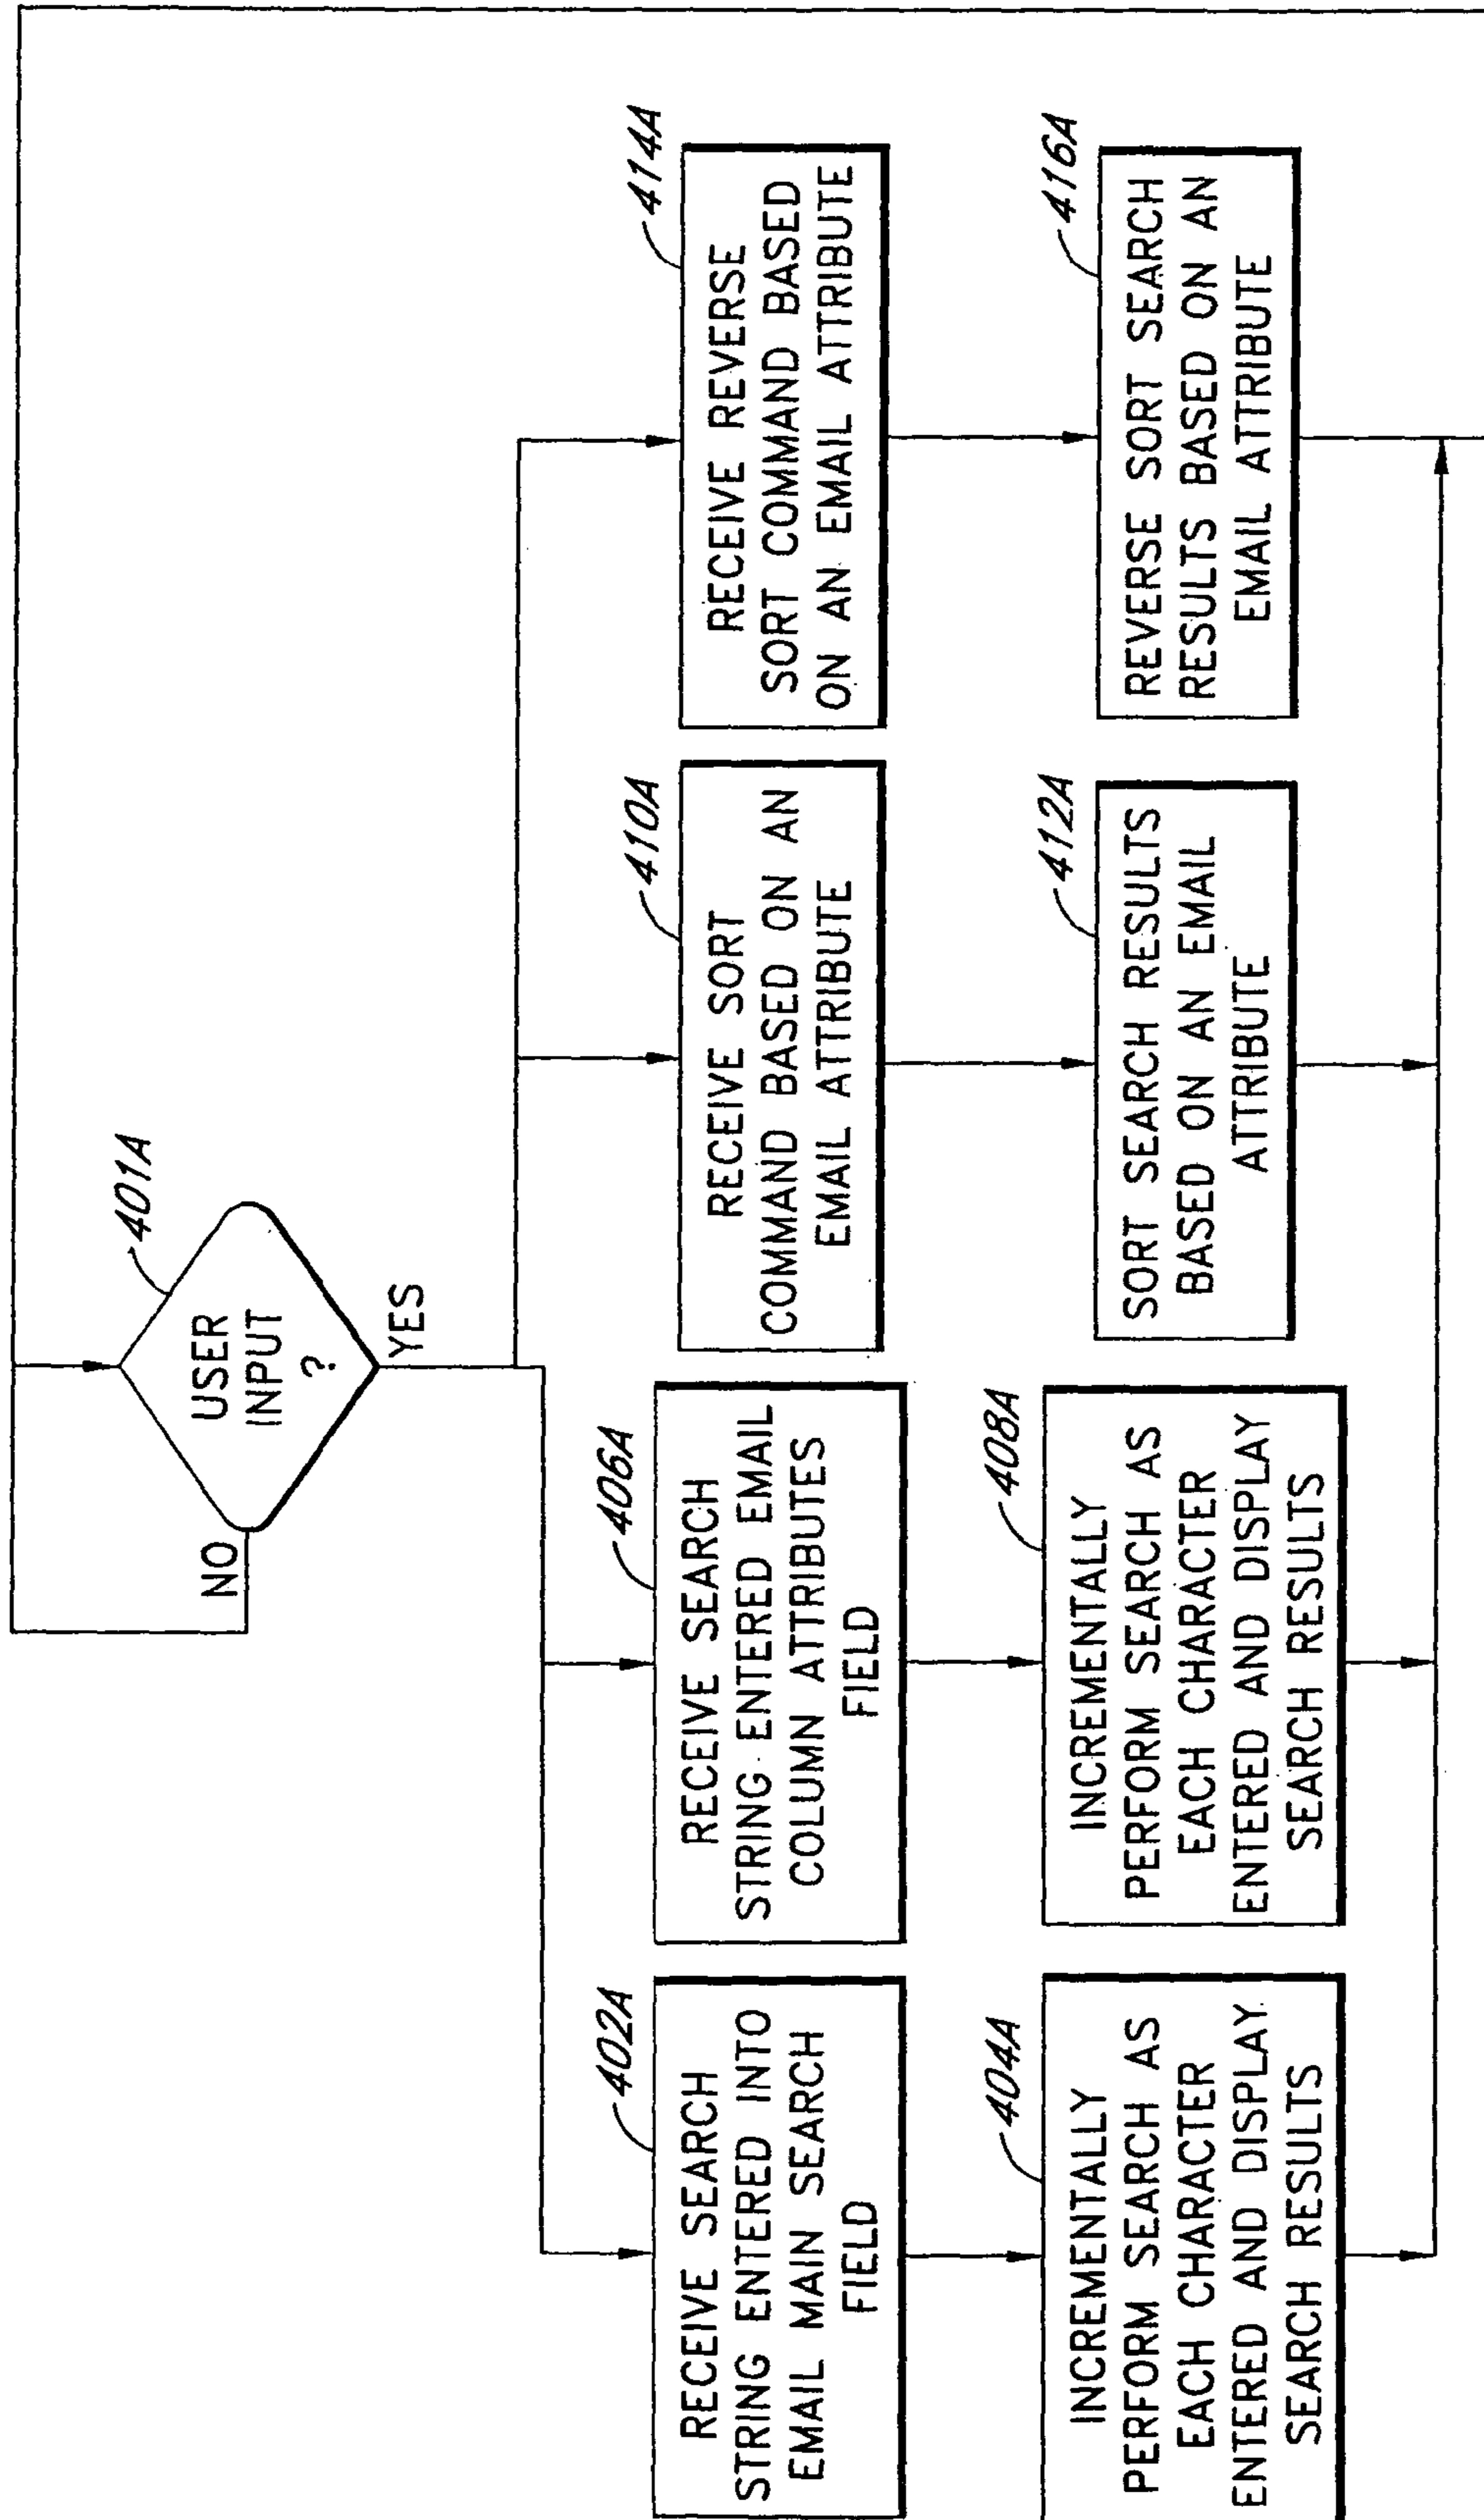 401A
USER
INPUT
?
NO
YES
402A
RECEIVE SEARCH
STRING ENTERED INTO
EMAIL MAIN SEARCH
FIELD
406A
RECEIVE SEARCH
STRING ENTERED EMAIL
COLUMN ATTRIBUTES
FIELD
410A
RECEIVE SORT
COMMAND BASED ON AN
EMAIL ATTRIBUTE
414A
RECEIVE REVERSE
SORT COMMAND BASED
ON AN EMAIL ATTRIBUTE
404A
INCREMENTALLY
PERFORM SEARCH AS
EACH CHARACTER
ENTERED AND DISPLAY
SEARCH RESULTS
408A
INCREMENTALLY
PERFORM SEARCH AS
EACH CHARACTER
ENTERED AND DISPLAY
SEARCH RESULTS
412A
SORT SEARCH RESULTS
BASED ON AN EMAIL
ATTRIBUTE
416A
REVERSE SORT SEARCH
RESULTS BASED ON AN
EMAIL ATTRIBUTE